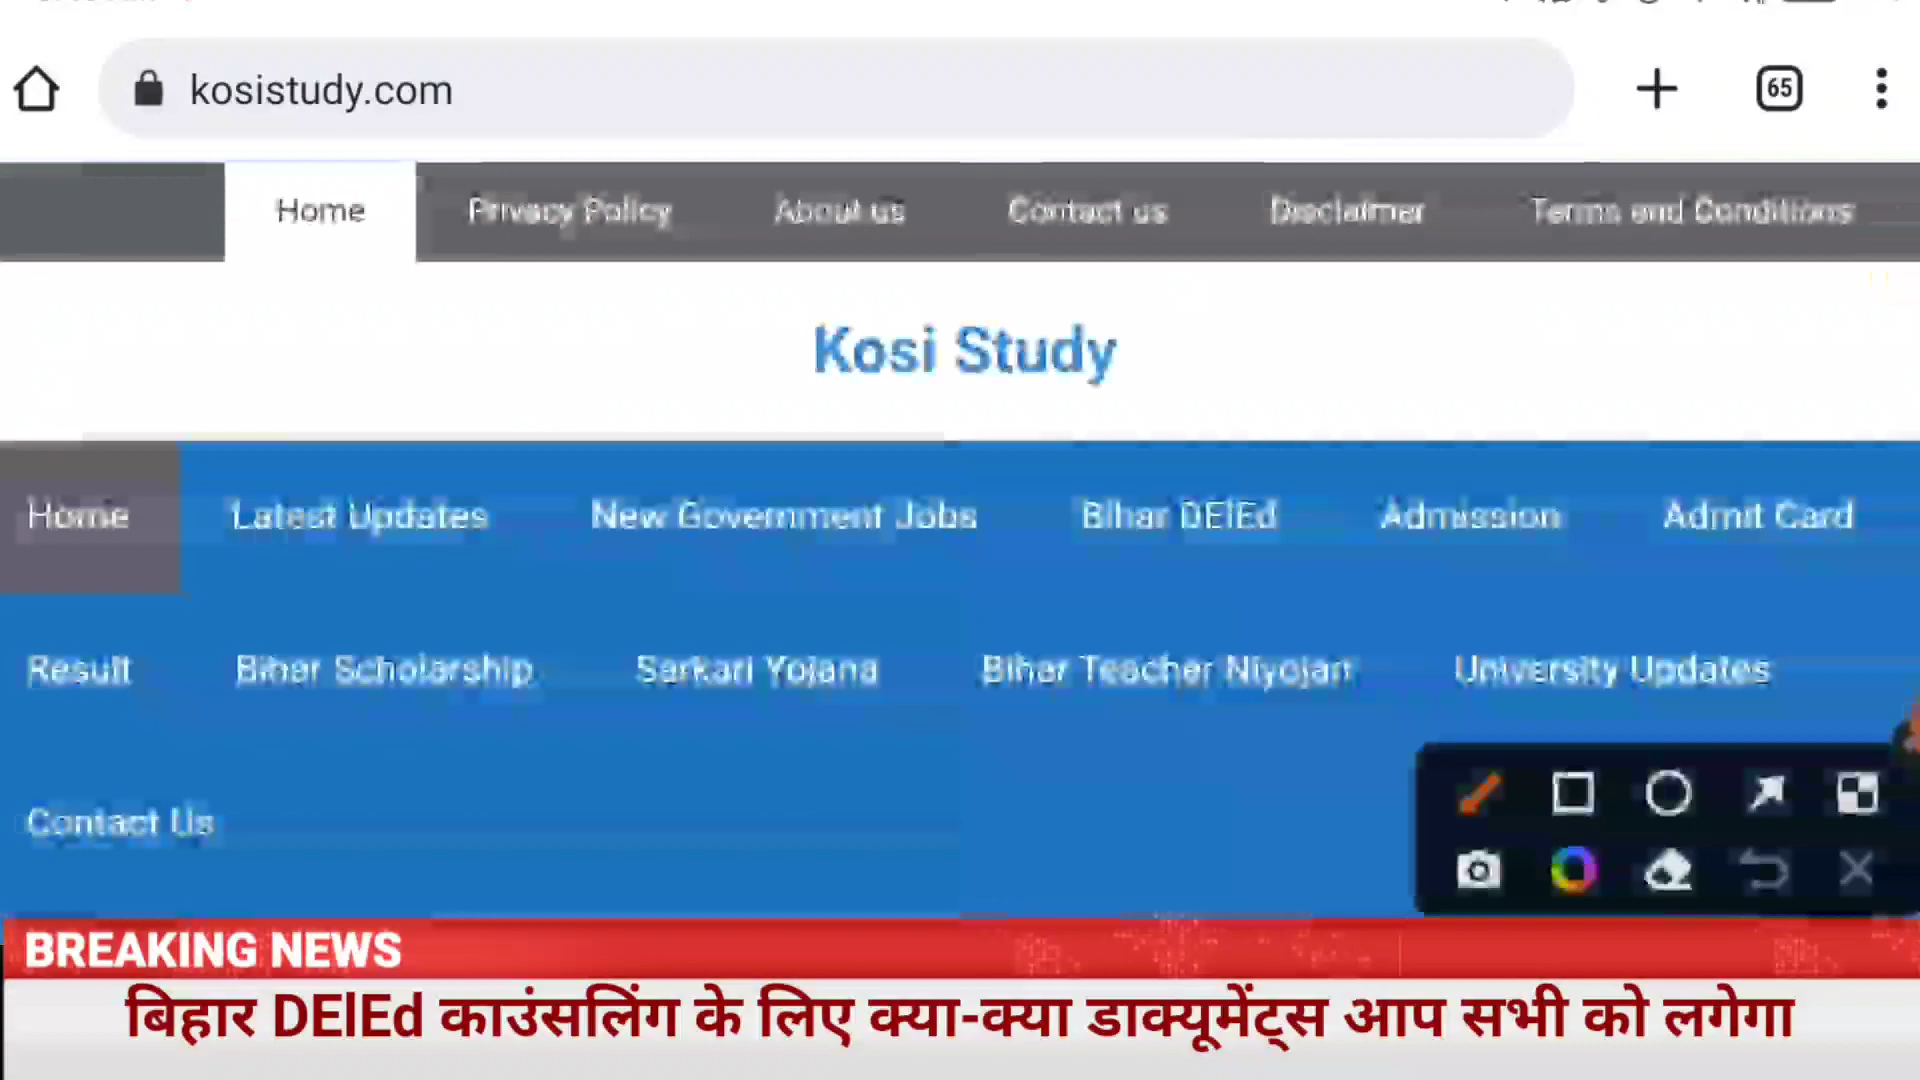 kosistudy.com
65
Home Privacy Policy About us Contact us Disclaimer Terms and Conditions
Kosi Study
Home Latest Updates New Government Jobs Bihar DElEd Admission Admit Card
Result Bihar Scholarship Sarkari Yojana Bihar Teacher Niyojan University Updates
Contact Us
BREAKING NEWS
बिहार DElEd काउंसलिंग के लिए क्या-क्या डाक्यूमेंट्स आप सभी को लगेगा